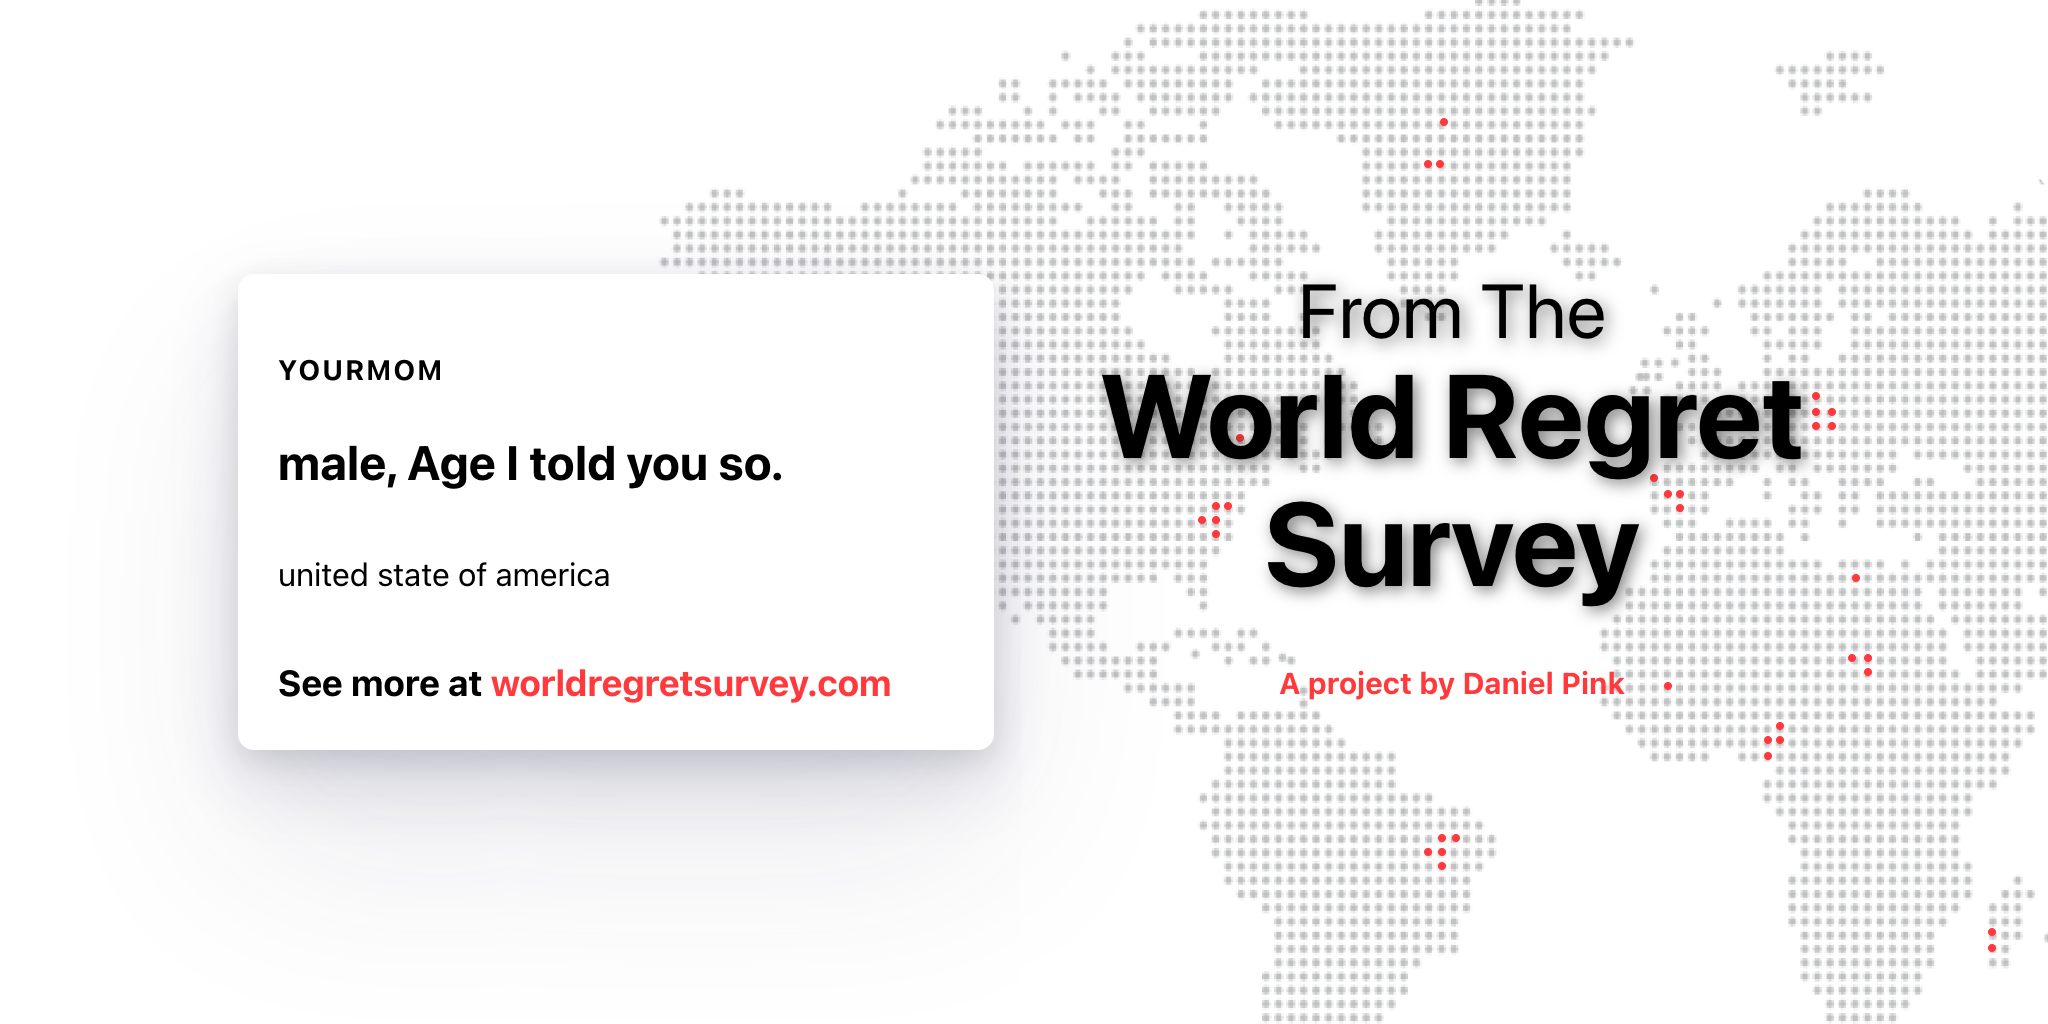 YOURMOM
male, Age I told you so.
united state of america
See more at worldregretsurvey.com
From The
World Regret
Survey
A project by Daniel Pink